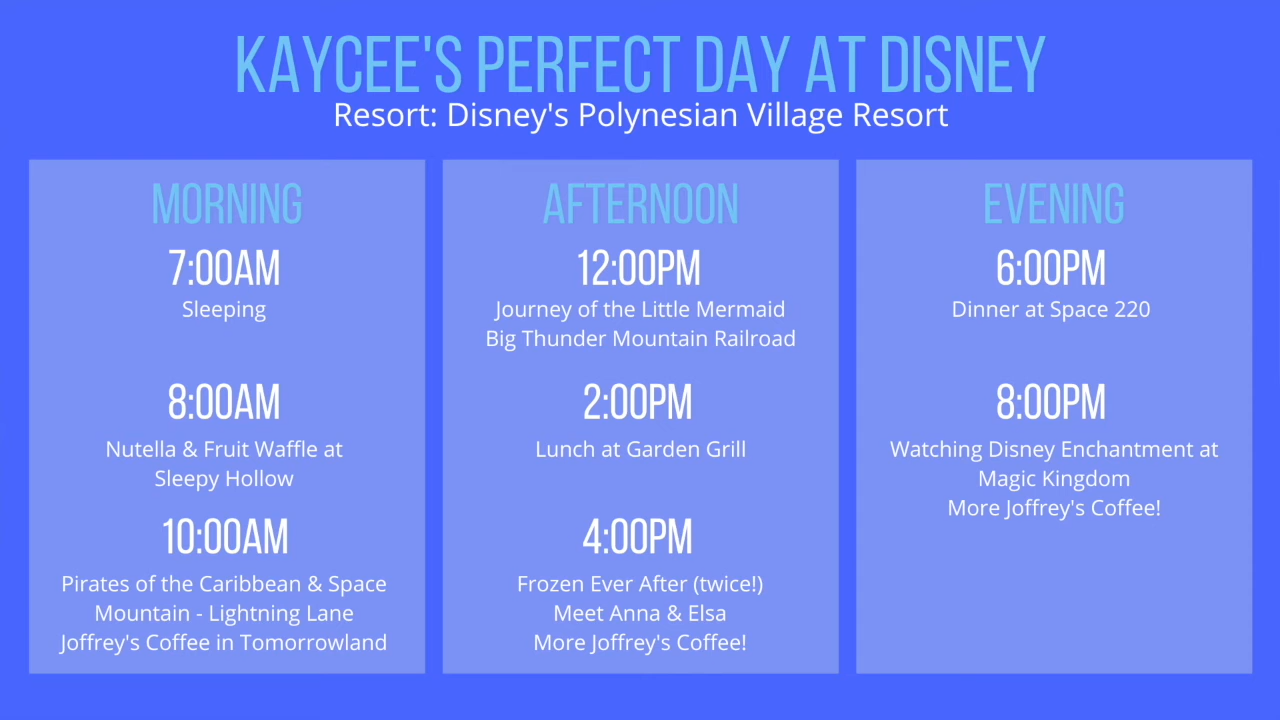 KAYCEE'S PERFECT DAY AT DISNEY
Resort: Disney's Polynesian Village Resort
MORNING
7:00AM
Sleeping
8:00AM
Nutella & Fruit Waffle at
Sleepy Hollow
10:00AM
Pirates of the Caribbean & Space
Mountain - Lightning Lane
Joffrey's Coffee in Tomorrowland
AFTERNOON
12:00PM
Journey of the Little Mermaid
Big Thunder Mountain Railroad
2:00PM
Lunch at Garden Grill
4:00PM
Frozen Ever After (twice!)
Meet Anna & Elsa
More Joffrey's Coffee!
EVENING
6:00PM
Dinner at Space 220
8:00PM
Watching Disney Enchantment at
Magic Kingdom
More Joffrey's Coffee!